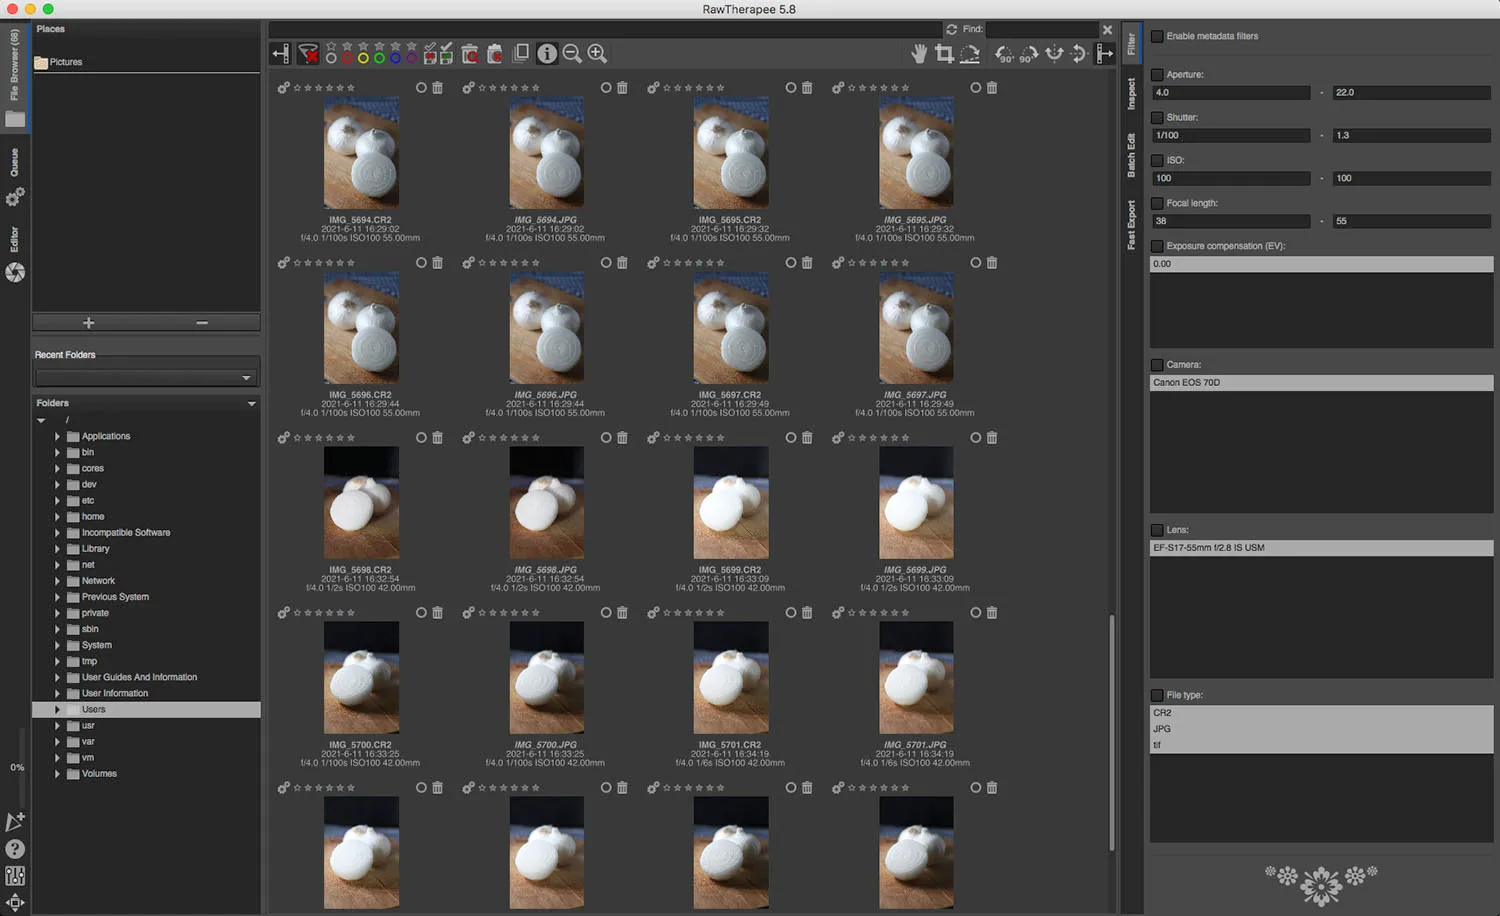 RawTherapee 5.8
File Browser (68)
Queue
Editor
0%
Places
Pictures
Recent Folders
Folders
/
Applications
bin
cores
dev
etc
home
Incompatible Software
Library
net
Network
Previous System
private
sbin
System
tmp
User Guides And Information
User Information
Users
usr
var
vm
Volumes
Find:
90° 90°
IMG_5694.CR2
2021-6-11 16:29:02
f/4.0 1/100s ISO100 55.00mm
IMG_5694.JPG
2021-6-11 16:29:02
f/4.0 1/100s ISO100 55.00mm
IMG_5695.CR2
2021-6-11 16:29:32
f/4.0 1/100s ISO100 55.00mm
IMG_5695.JPG
2021-6-11 16:29:32
f/4.0 1/100s ISO100 55.00mm
IMG_5696.CR2
2021-6-11 16:29:44
f/4.0 1/100s ISO100 55.00mm
IMG_5696.JPG
2021-6-11 16:29:44
f/4.0 1/100s ISO100 55.00mm
IMG_5697.CR2
2021-6-11 16:29:49
f/4.0 1/100s ISO100 55.00mm
IMG_5697.JPG
2021-6-11 16:29:49
f/4.0 1/100s ISO100 55.00mm
IMG_5698.CR2
2021-6-11 16:32:54
f/4.0 1/2s ISO100 42.00mm
IMG_5698.JPG
2021-6-11 16:32:54
f/4.0 1/2s ISO100 42.00mm
IMG_5699.CR2
2021-6-11 16:33:09
f/4.0 1/2s ISO100 42.00mm
IMG_5699.JPG
2021-6-11 16:33:09
f/4.0 1/2s ISO100 42.00mm
IMG_5700.CR2
2021-6-11 16:33:25
f/4.0 1/100s ISO100 42.00mm
IMG_5700.JPG
2021-6-11 16:33:25
f/4.0 1/100s ISO100 42.00mm
IMG_5701.CR2
2021-6-11 16:34:19
f/4.0 1/6s ISO100 42.00mm
IMG_5701.JPG
2021-6-11 16:34:19
f/4.0 1/6s ISO100 42.00mm
Filter
Inspect
Batch Edit
Fast Export
Enable metadata filters
Aperture:
4.0 - 22.0
Shutter:
1/100 - 1.3
ISO:
100 - 100
Focal length:
38 - 55
Exposure compensation (EV):
0.00
Camera:
Canon EOS 70D
Lens:
EF-S17-55mm f/2.8 IS USM
File type:
CR2
JPG
tif